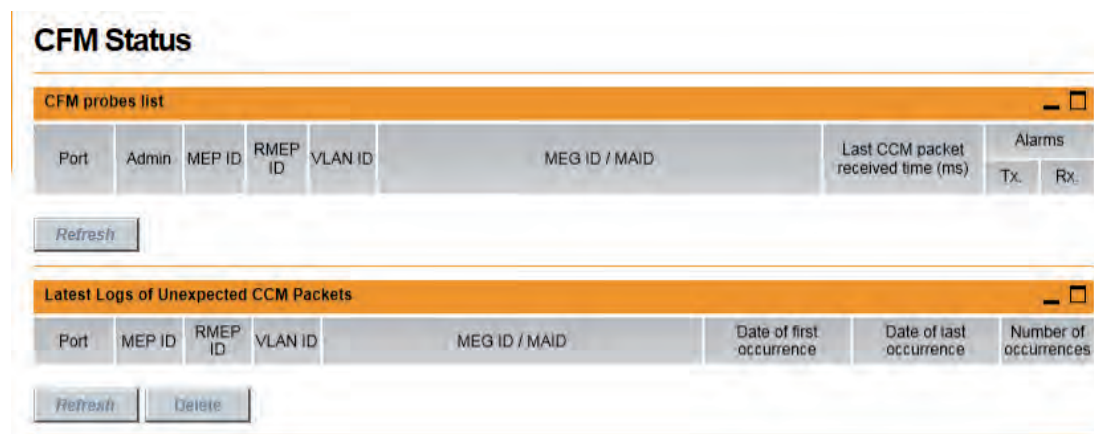 CFM Status
CFM probes list
Port Admin MEP ID RMEP ID VLAN ID MEG ID / MAID Last CCM packet received time (ms) Alarms Tx. Rx.
Refresh
Latest Logs of Unexpected CCM Packets
Port MEP ID RMEP ID VLAN ID MEG ID / MAID Date of first occurrence Date of last occurrence Number of occurrences
Refresh Delete